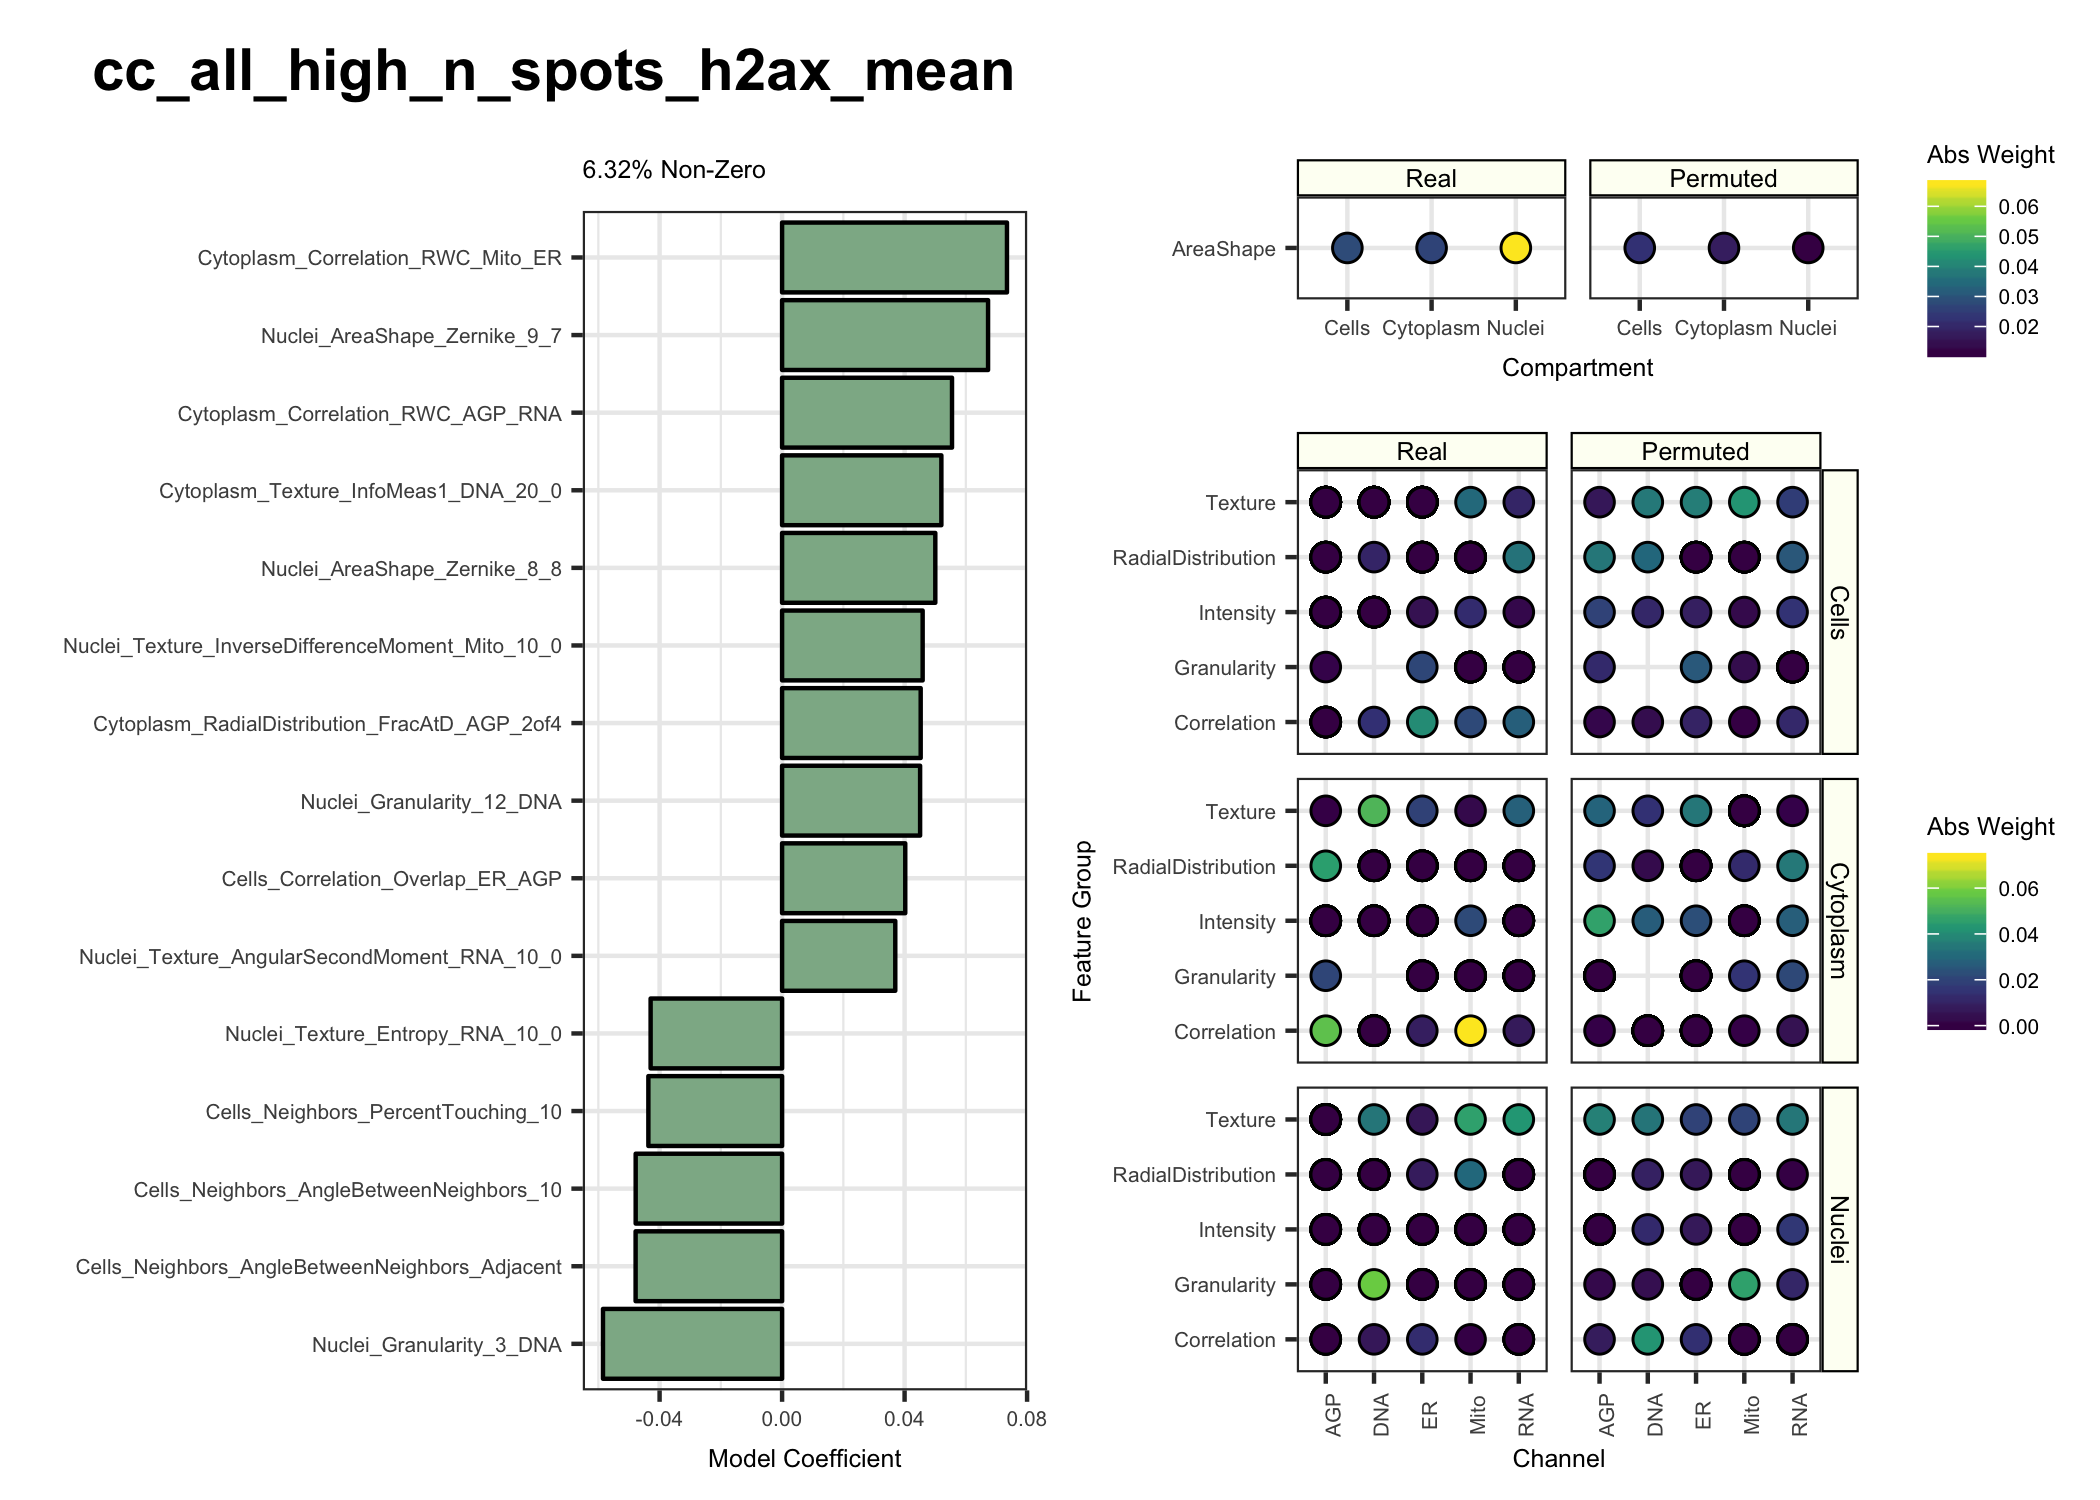 cc_all_high_n_spots_h2ax_mean
6.32% Non-Zero
Cytoplasm_Correlation_RWC_Mito_ER
Nuclei_AreaShape_Zernike_9_7
Cytoplasm_Correlation_RWC_AGP_RNA
Cytoplasm_Texture_InfoMeas1_DNA_20_0
Nuclei_AreaShape_Zernike_8_8
Nuclei_Texture_InverseDifferenceMoment_Mito_10_0
Cytoplasm_RadialDistribution_FracAtD_AGP_2of4
Nuclei_Granularity_12_DNA
Cells_Correlation_Overlap_ER_AGP
Nuclei_Texture_AngularSecondMoment_RNA_10_0
Nuclei_Texture_Entropy_RNA_10_0
Cells_Neighbors_PercentTouching_10
Cells_Neighbors_AngleBetweenNeighbors_10
Cells_Neighbors_AngleBetweenNeighbors_Adjacent
Nuclei_Granularity_3_DNA
-0.04 0.00 0.04 0.08
Model Coefficient
Real Permuted
AreaShape
Cells Cytoplasm Nuclei Cells Cytoplasm Nuclei
Compartment
Abs Weight
0.06
0.05
0.04
0.03
0.02
Feature Group
Real Permuted
Texture
RadialDistribution
Intensity
Granularity
Correlation
Cells
Texture
RadialDistribution
Intensity
Granularity
Correlation
Cytoplasm
Texture
RadialDistribution
Intensity
Granularity
Correlation
Nuclei
AGP DNA ER Mito RNA AGP DNA ER Mito RNA
Channel
Abs Weight
0.06
0.04
0.02
0.00